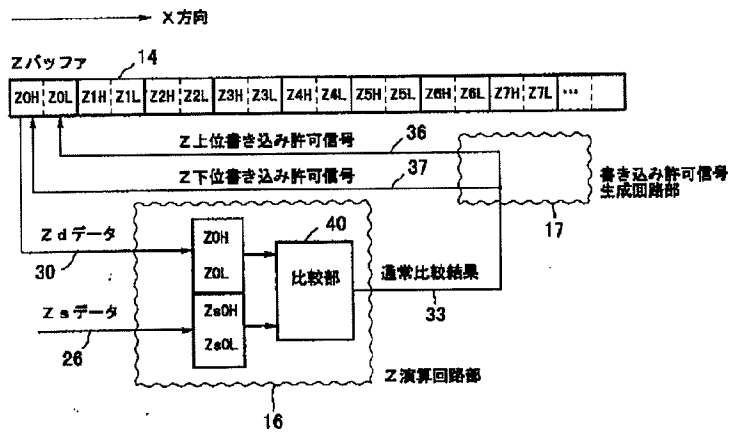 X方向
Zバッファ
14
Z0H Z0L Z1H Z1L Z2H Z2L Z3H Z3L Z4H Z4L Z5H Z5L Z6H Z6L Z7H Z7L ...
Z上位書き込み許可信号
36
Z下位書き込み許可信号
37
書き込み許可信号
生成回路部
17
Zdデータ
30
Z0H
Z0L
40
比較部
通常比較結果
33
Zsデータ
26
Zs0H
Zs0L
Z演算回路部
16